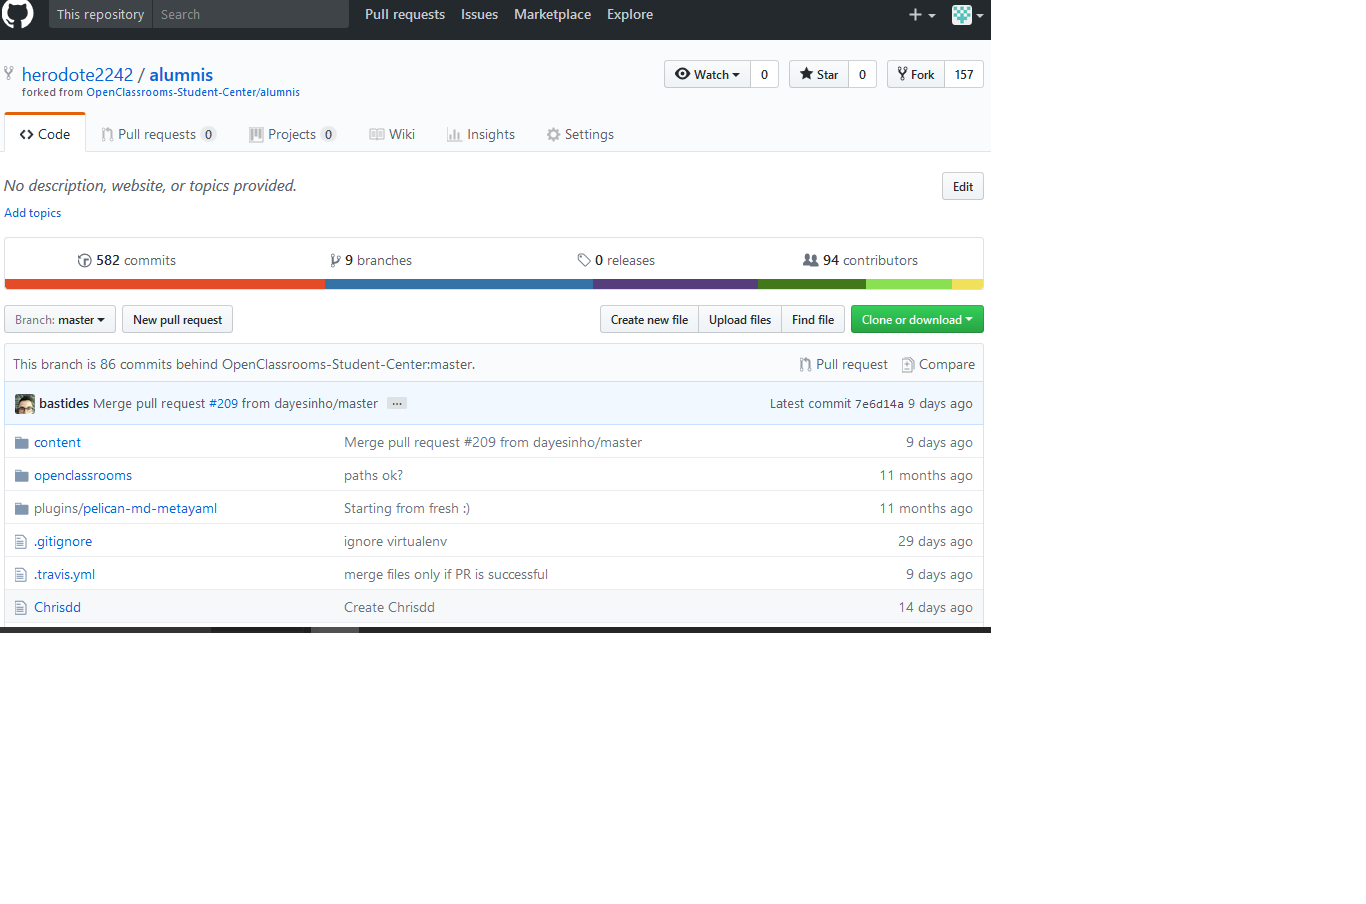 This repository Search Pull requests Issues Marketplace Explore
herodote2242 / alumnis Watch 0 Star 0 Fork 157
forked from OpenClassrooms-Student-Center/alumnis
Code Pull requests 0 Projects 0 Wiki Insights Settings
No description, website, or topics provided. Edit
Add topics
582 commits 9 branches 0 releases 94 contributors
Branch: master New pull request Create new file Upload files Find file Clone or download
This branch is 86 commits behind OpenClassrooms-Student-Center:master. Pull request Compare
bastides Merge pull request #209 from dayesinho/master ... Latest commit 7e6d14a 9 days ago
content Merge pull request #209 from dayesinho/master 9 days ago
openclassrooms paths ok? 11 months ago
plugins/pelican-md-metayaml Starting from fresh :) 11 months ago
.gitignore ignore virtualenv 29 days ago
.travis.yml merge files only if PR is successful 9 days ago
Chrisdd Create Chrisdd 14 days ago